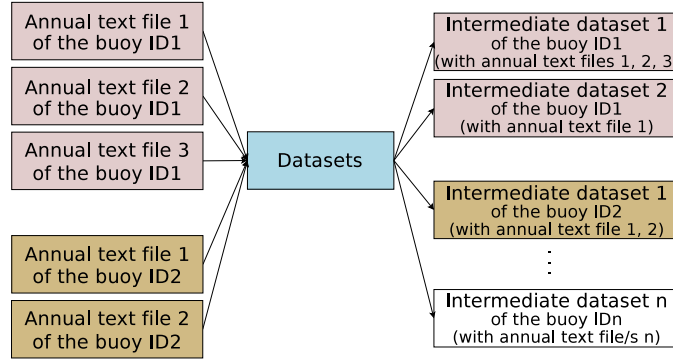 Annual text file 1
of the buoy ID1
Annual text file 2
of the buoy ID1
Annual text file 3
of the buoy ID1
Annual text file 1
of the buoy ID2
Annual text file 2
of the buoy ID2
Datasets
Intermediate dataset 1
of the buoy ID1
(with annual text files 1, 2, 3
Intermediate dataset 2
of the buoy ID1
(with annual text file 1)
Intermediate dataset 1
of the buoy ID2
(with annual text file 1, 2)
Intermediate dataset n
of the buoy IDn
(with annual text file/s n)